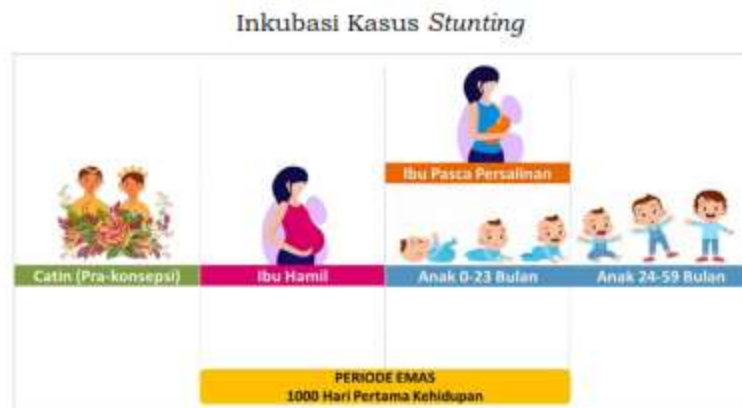 Inkubasi Kasus Stunting
Ibu Pasca Persalinan
Catin (Pra-konsepsi)
Ibu Hamil
Anak 0-23 Bulan
Anak 24-59 Bulan
PERIODE EMAS
1000 Hari Pertama Kehidupan